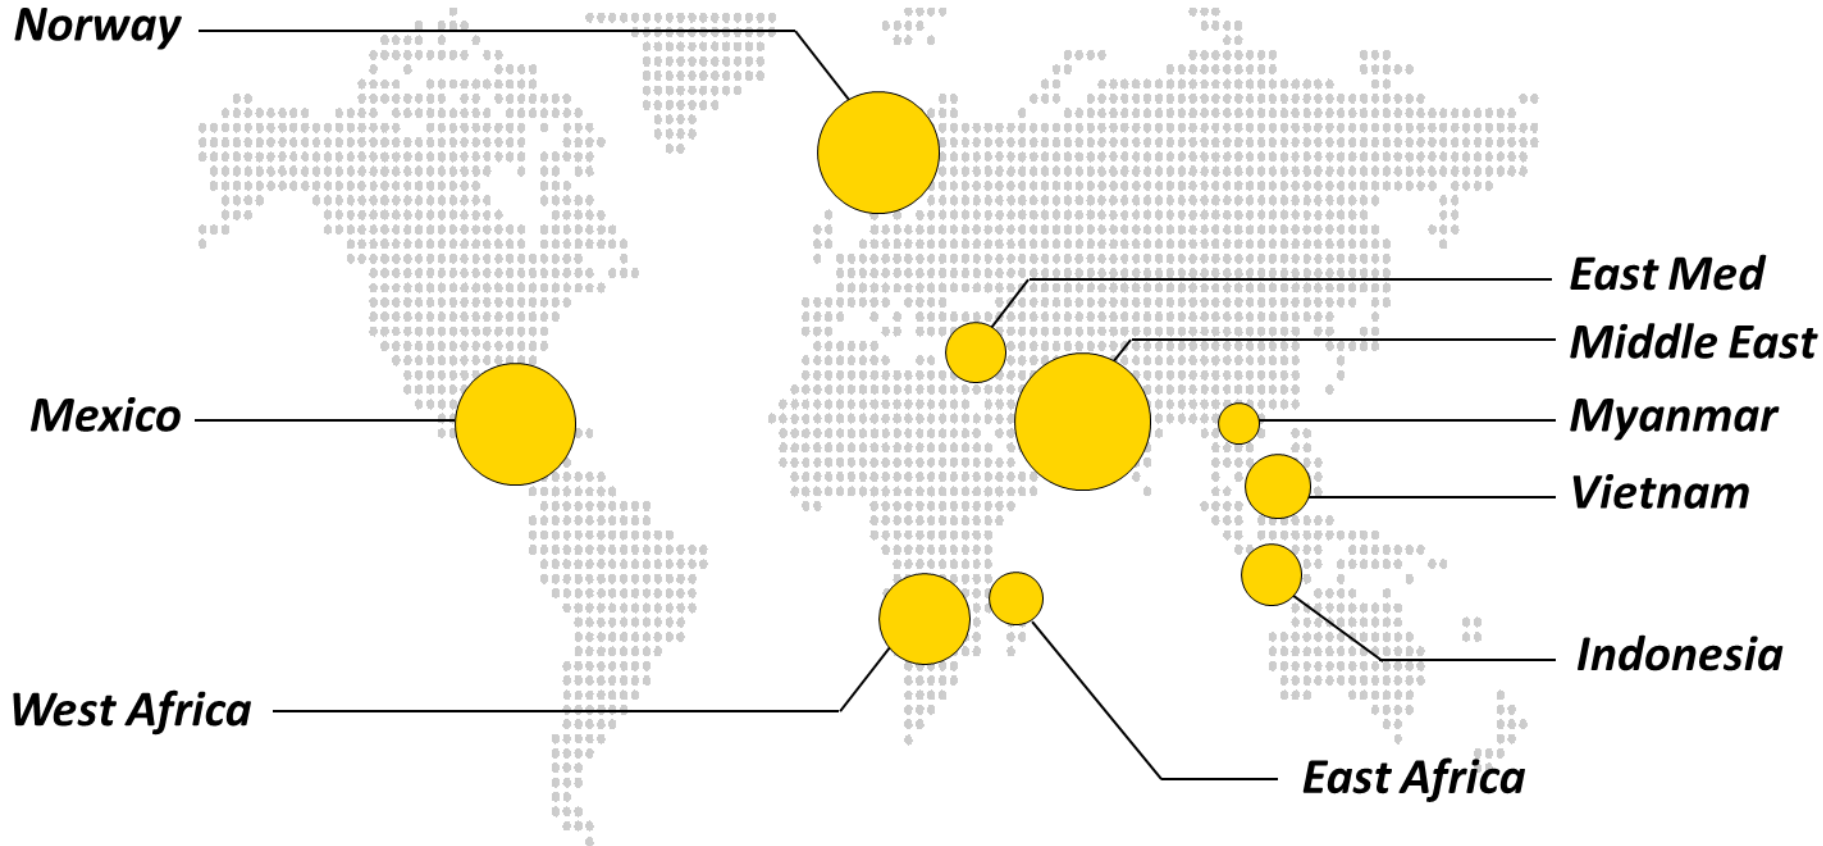 Norway
East Med
Middle East
Mexico
Myanmar
Vietnam
Indonesia
West Africa
East Africa